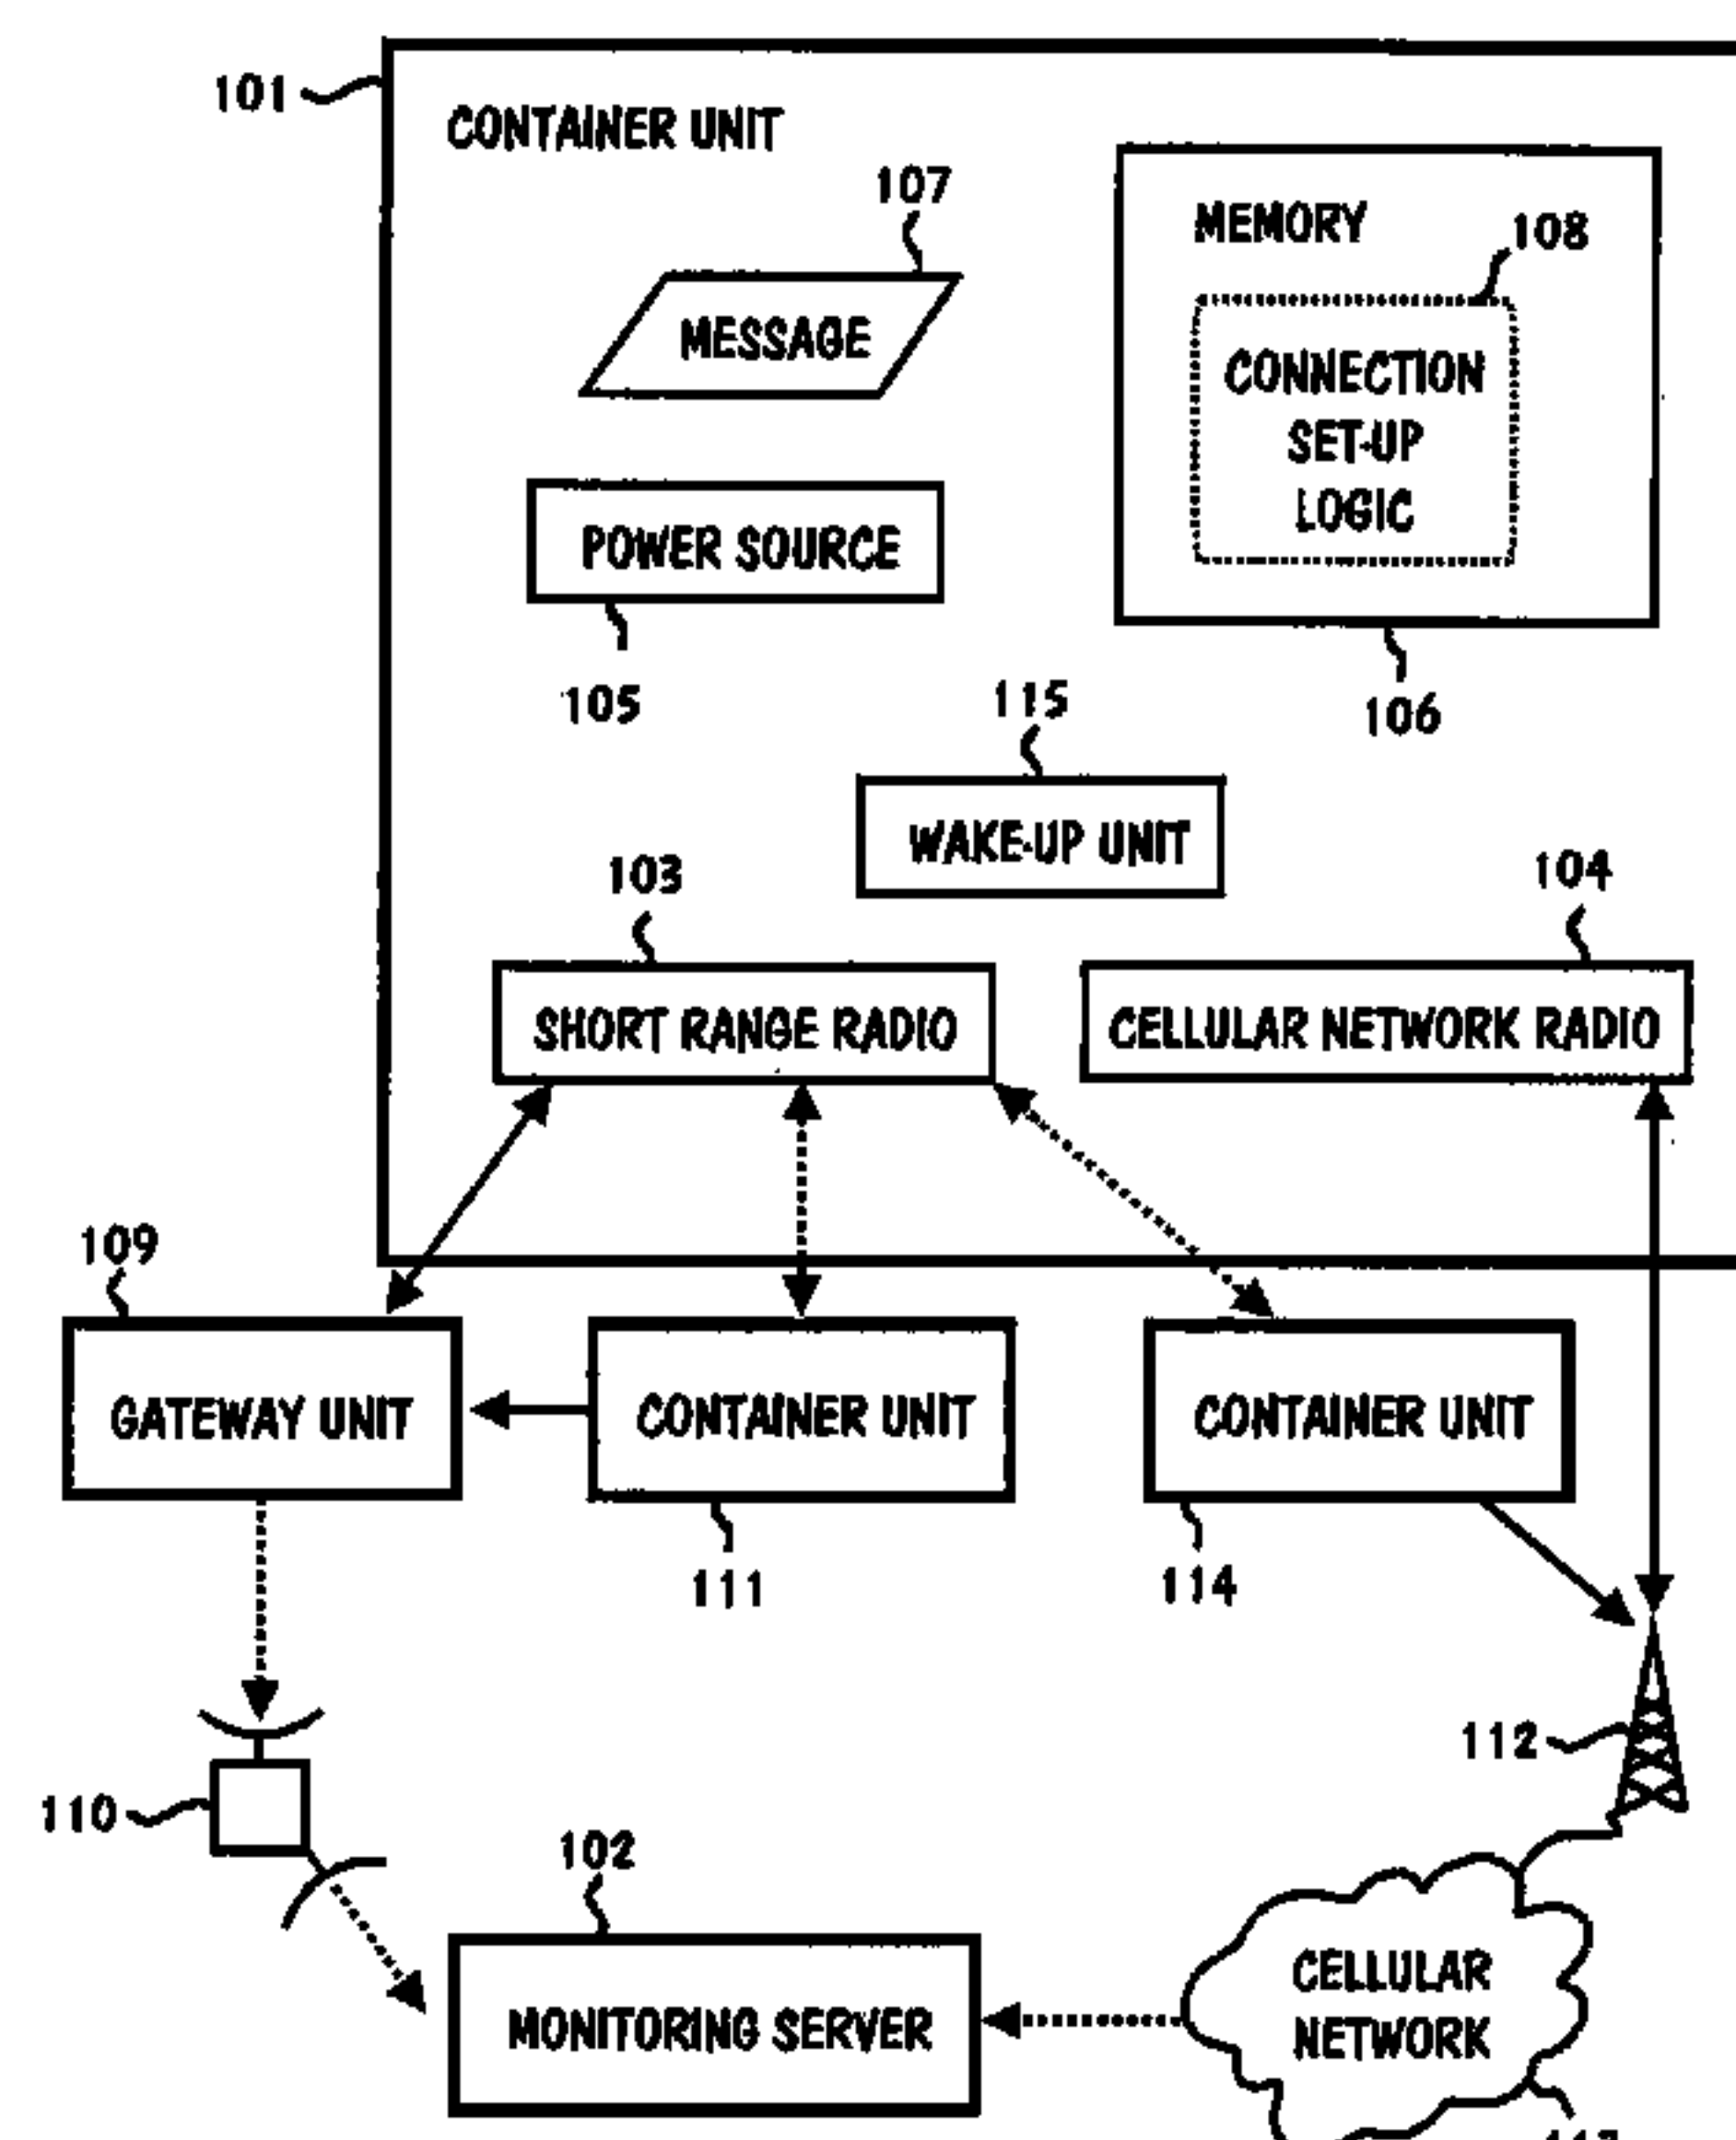 101
CONTAINER UNIT
107
MEMORY
108
MESSAGE
CONNECTION
SET-UP
LOGIC
POWER SOURCE
105
115
106
WAKE-UP UNIT
103
104
SHORT RANGE RADIO
CELLULAR NETWORK RADIO
109
GATEWAY UNIT
CONTAINER UNIT
CONTAINER UNIT
111
114
112
110
102
CELLULAR
NETWORK
MONITORING SERVER